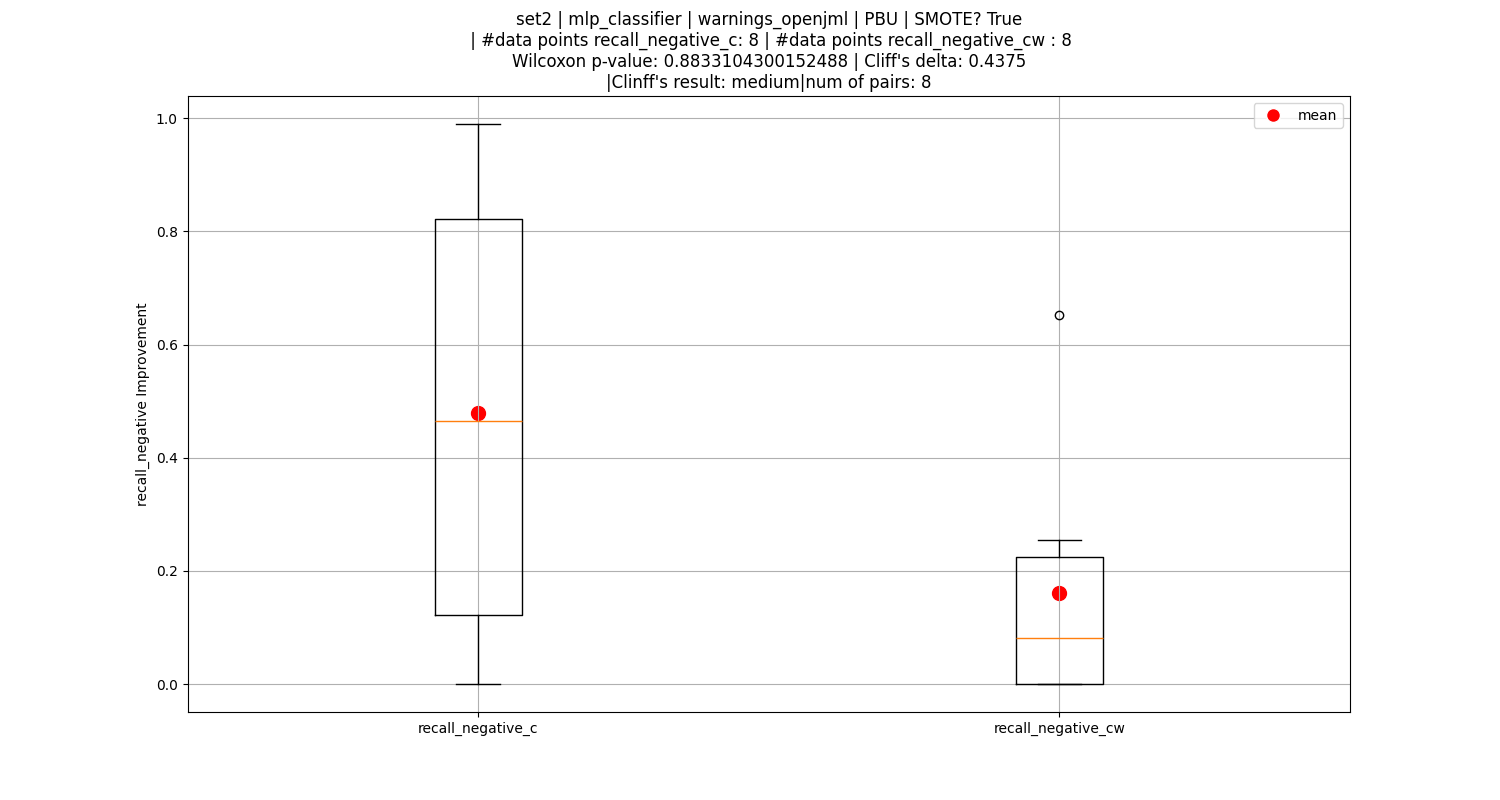 set2 | mlp_classifier | warnings_openjml | PBU | SMOTE? True
| #data points recall_negative_c: 8 | #data points recall_negative_cw : 8
Wilcoxon p-value: 0.8833104300152488 | Cliff's delta: 0.4375
|Clinff's result: medium|num of pairs: 8
mean
1.0
0.8
0.6
0.4
0.2
0.0
recall_negative Improvement
recall_negative_c
recall_negative_cw